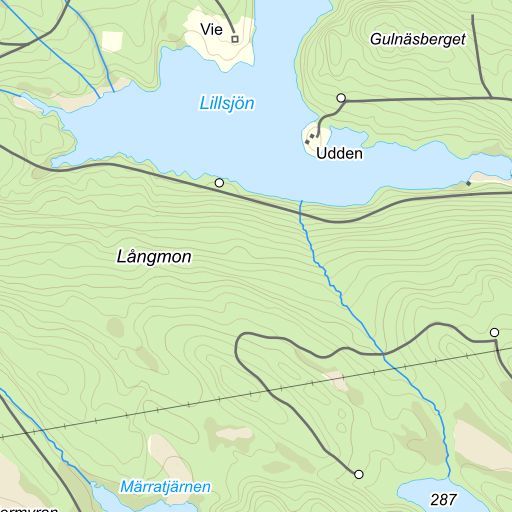 Vie
Gulnäsberget
Lillsjön
Udden
Långmon
Märratjärnen
287